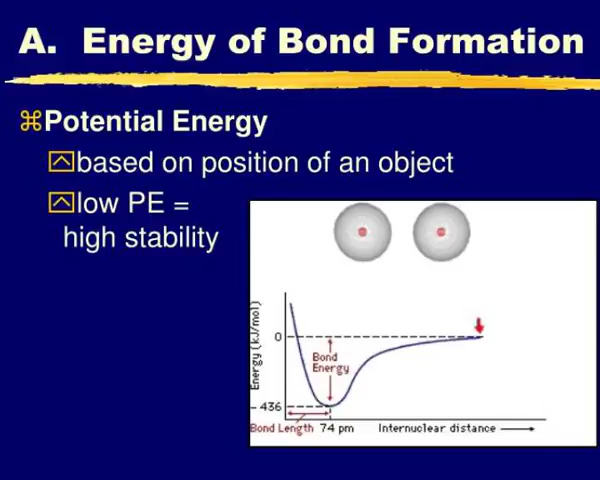 A. Energy of Bond Formation
Potential Energy
based on position of an object
low PE =
high stability
Energy (kJ/mol)
0
Bond
Energy
- 436
Bond Length
74 pm
Internuclear distance